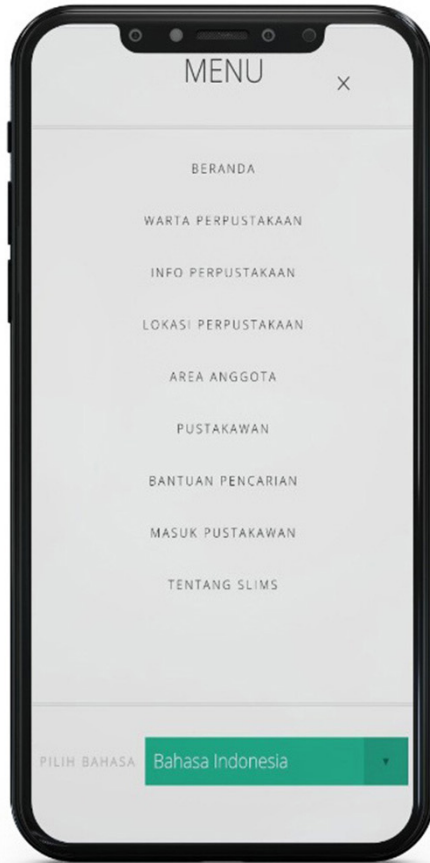 MENU
X
BERANDA
WARTA PERPUSTAKAAN
INFO PERPUSTAKAAN
LOKASI PERPUSTAKAAN
AREA ANGGOTA
PUSTAKAWAN
BANTUAN PENCARIAN
MASUK PUSTAKAWAN
TENTANG SLIMS
PILIH BAHASA Bahasa Indonesia